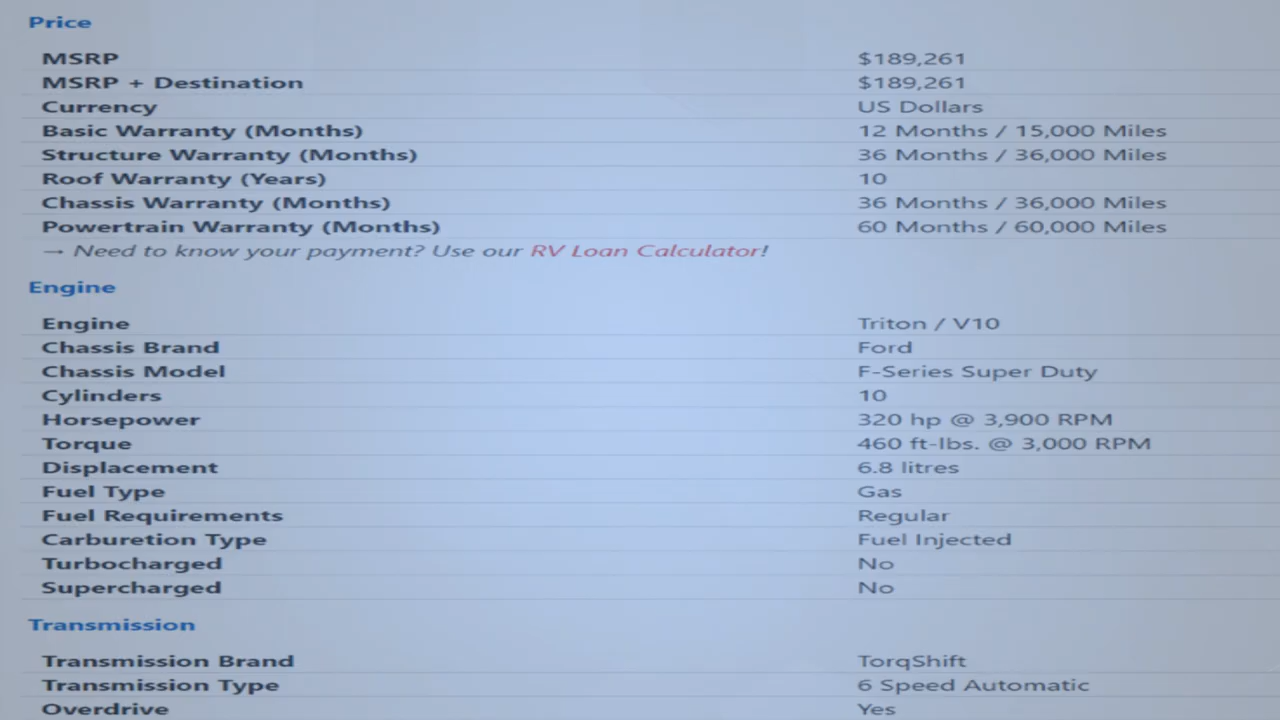 Price
MSRP $189,261
MSRP + Destination $189,261
Currency US Dollars
Basic Warranty (Months) 12 Months / 15,000 Miles
Structure Warranty (Months) 36 Months / 36,000 Miles
Roof Warranty (Years) 10
Chassis Warranty (Months) 36 Months / 36,000 Miles
Powertrain Warranty (Months) 60 Months / 60,000 Miles
→ Need to know your payment? Use our RV Loan Calculator!
Engine
Engine Triton / V10
Chassis Brand Ford
Chassis Model F-Series Super Duty
Cylinders 10
Horsepower 320 hp @ 3,900 RPM
Torque 460 ft-lbs. @ 3,000 RPM
Displacement 6.8 litres
Fuel Type Gas
Fuel Requirements Regular
Carburetion Type Fuel Injected
Turbocharged No
Supercharged No
Transmission
Transmission Brand TorqShift
Transmission Type 6 Speed Automatic
Overdrive Yes